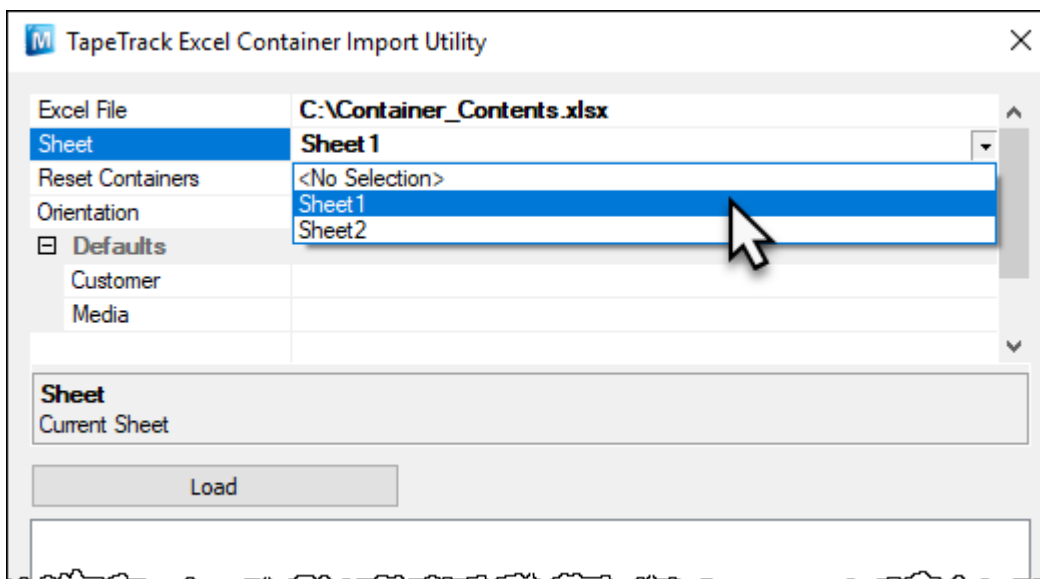 M TapeTrack Excel Container Import Utility
Excel File C:\Container_Contents.xlsx
Sheet Sheet1
Reset Containers <No Selection>
Orientation Sheet1
Sheet2
Defaults
Customer
Media
Sheet
Current Sheet
Load